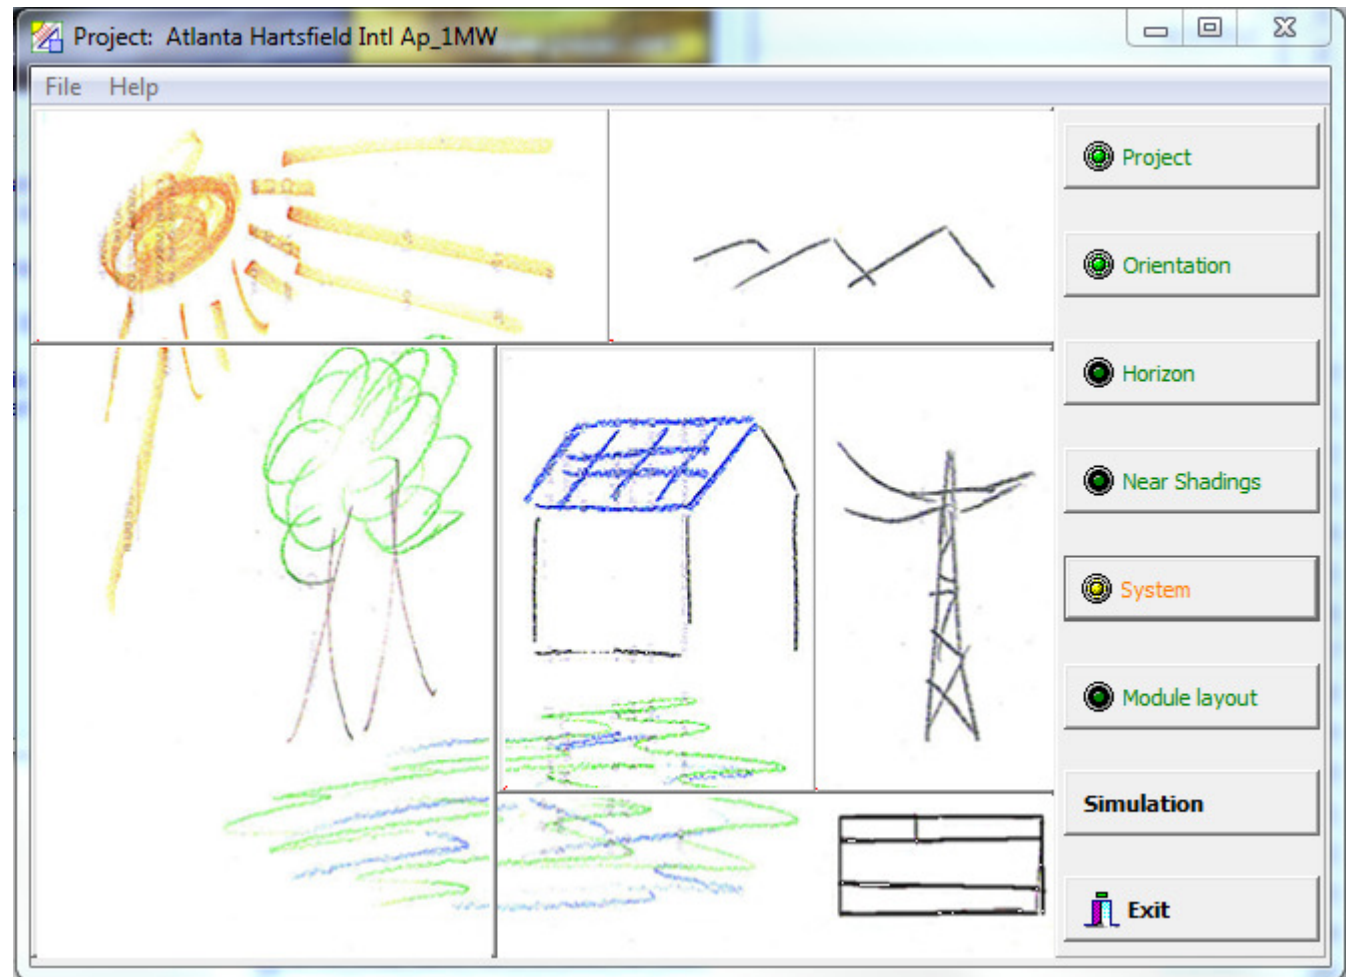 Project: Atlanta Hartsfield Intl Ap_1MW
File Help
Project
Orientation
Horizon
Near Shadings
System
Module layout
Simulation
Exit